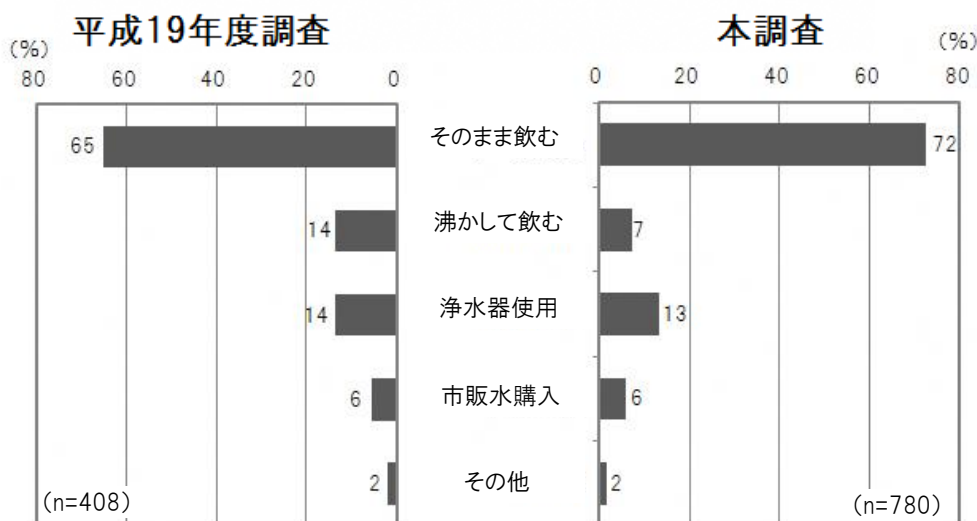 平成19年度調査
本調査
(%)
(%)
80 60 40 20 0
0 20 40 60 80
65 そのまま飲む 72
14 沸かして飲む 7
14 浄水器使用 13
6 市販水購入 6
2 その他 2
(n=408)
(n=780)